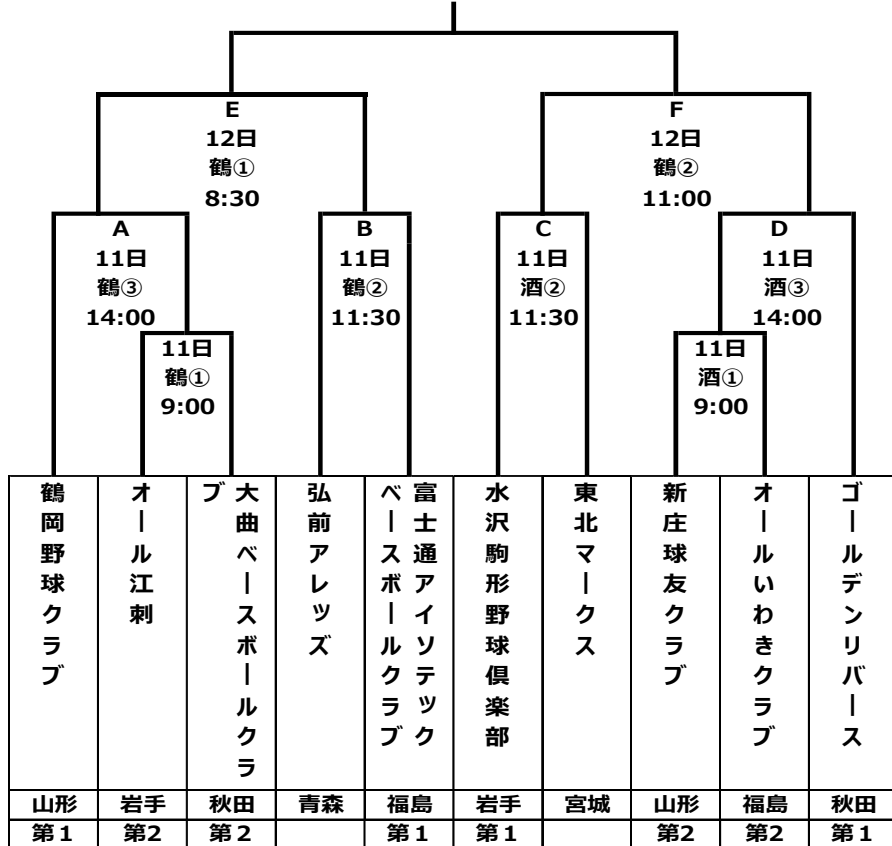 E
12日
鶴①
8:30
F
12日
鶴②
11:00
A
11日
鶴③
14:00
B
11日
鶴②
11:30
C
11日
酒②
11:30
D
11日
酒③
14:00
11日
鶴①
9:00
11日
酒①
9:00
鶴岡野球クラブ
オール江刺
大曲ベースボールクラ
ブ
弘前アレッズ
富士通アイソテック
ベースボールクラブ
水沢駒形野球倶楽部
東北マークス
新庄球友クラブ
オールいわきクラブ
ゴールデンリバース
山形 岩手 秋田 青森 福島 岩手 宮城 山形 福島 秋田
第１ 第2 第２ 第１ 第１ 第2 第2 第１